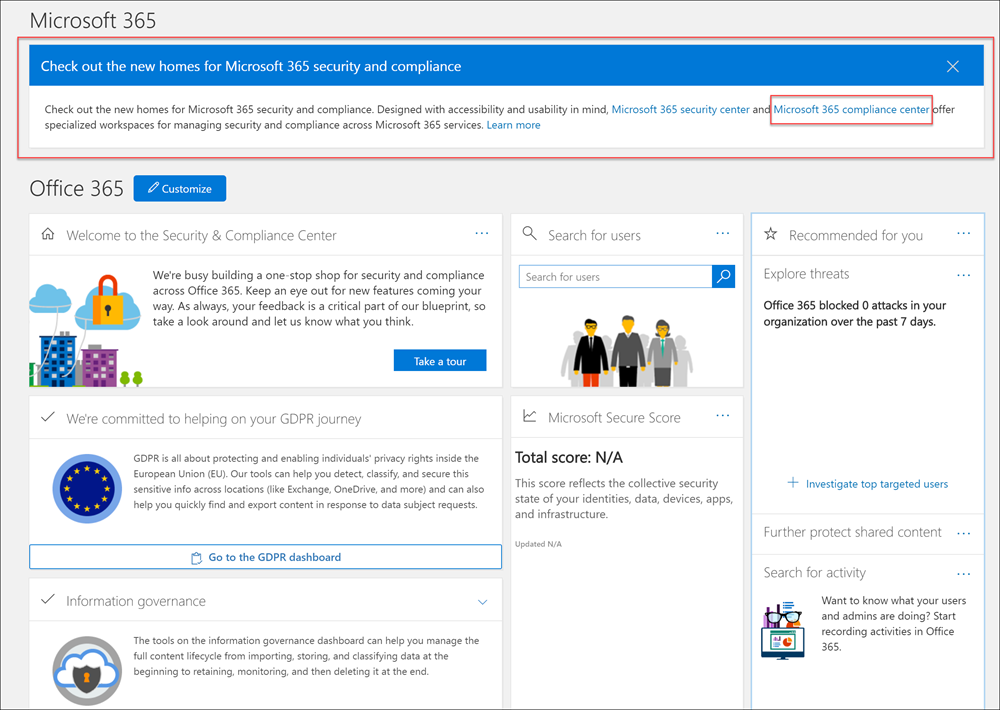 Microsoft 365
Check out the new homes for Microsoft 365 security and compliance
Check out the new homes for Microsoft 365 security and compliance. Designed with accessibility and usability in mind, Microsoft 365 security center and Microsoft 365 compliance center offer
specialized workspaces for managing security and compliance across Microsoft 365 services. Learn more
Office 365
Customize
Welcome to the Security & Compliance Center
We're busy building a one-stop shop for security and compliance
across Office 365. Keep an eye out for new features coming your
way. As always, your feedback is a critical part of our blueprint, so
take a look around and let us know what you think.
Take a tour
We're committed to helping on your GDPR journey
GDPR is all about protecting and enabling individuals' privacy rights inside the
European Union (EU). Our tools can help you detect, classify, and secure this
sensitive info across locations (like Exchange, OneDrive, and more) and can also
help you quickly find and export content in response to data subject requests.
Go to the GDPR dashboard
Information governance
The tools on the information governance dashboard can help you manage the
full content lifecycle from importing, storing, and classifying data at the
beginning to retaining, monitoring, and then deleting it at the end.
Search for users
Search for users
Microsoft Secure Score
Total score: N/A
This score reflects the collective security
state of your identities, data, devices, apps,
and infrastructure.
Updated N/A
Recommended for you
Explore threats
Office 365 blocked 0 attacks in your
organization over the past 7 days.
Investigate top targeted users
Further protect shared content
Search for activity
Want to know what your users
and admins are doing? Start
recording activities in Office
365.